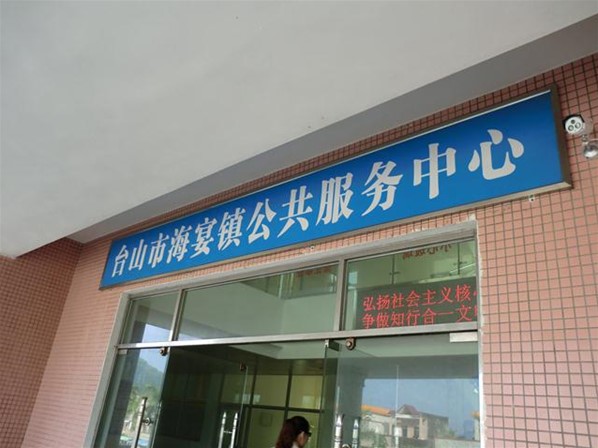 台山市海宴镇公共服务中心
弘扬社会主义核
争做知行合一文